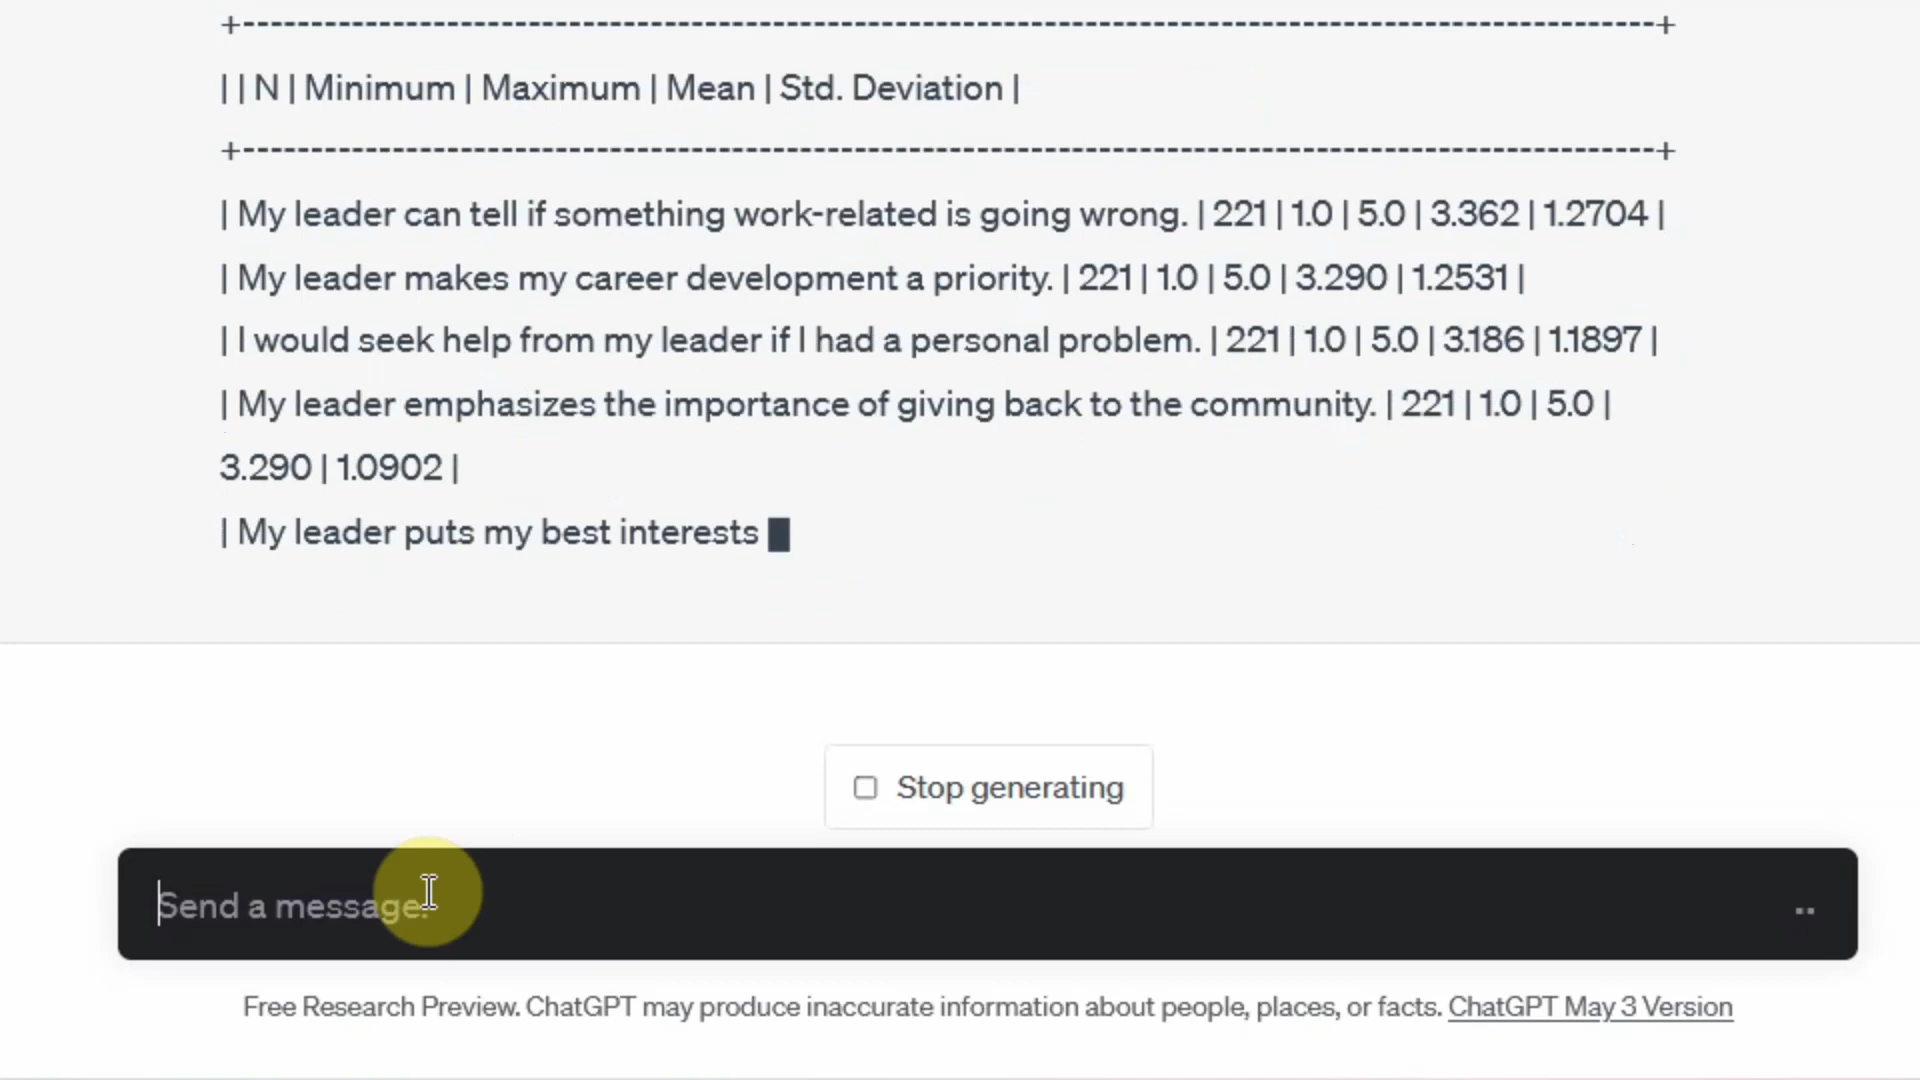 +--------------------------------------------------------------------------------------------------------+
| | N | Minimum | Maximum | Mean | Std. Deviation |
+--------------------------------------------------------------------------------------------------------+
| My leader can tell if something work-related is going wrong. | 221 | 1.0 | 5.0 | 3.362 | 1.2704 |
| My leader makes my career development a priority. | 221 | 1.0 | 5.0 | 3.290 | 1.2531 |
| I would seek help from my leader if I had a personal problem. | 221 | 1.0 | 5.0 | 3.186 | 1.1897 |
| My leader emphasizes the importance of giving back to the community. | 221 | 1.0 | 5.0 |
3.290 | 1.0902 |
| My leader puts my best interests
Stop generating
Send a message.
Free Research Preview. ChatGPT may produce inaccurate information about people, places, or facts. ChatGPT May 3 Version